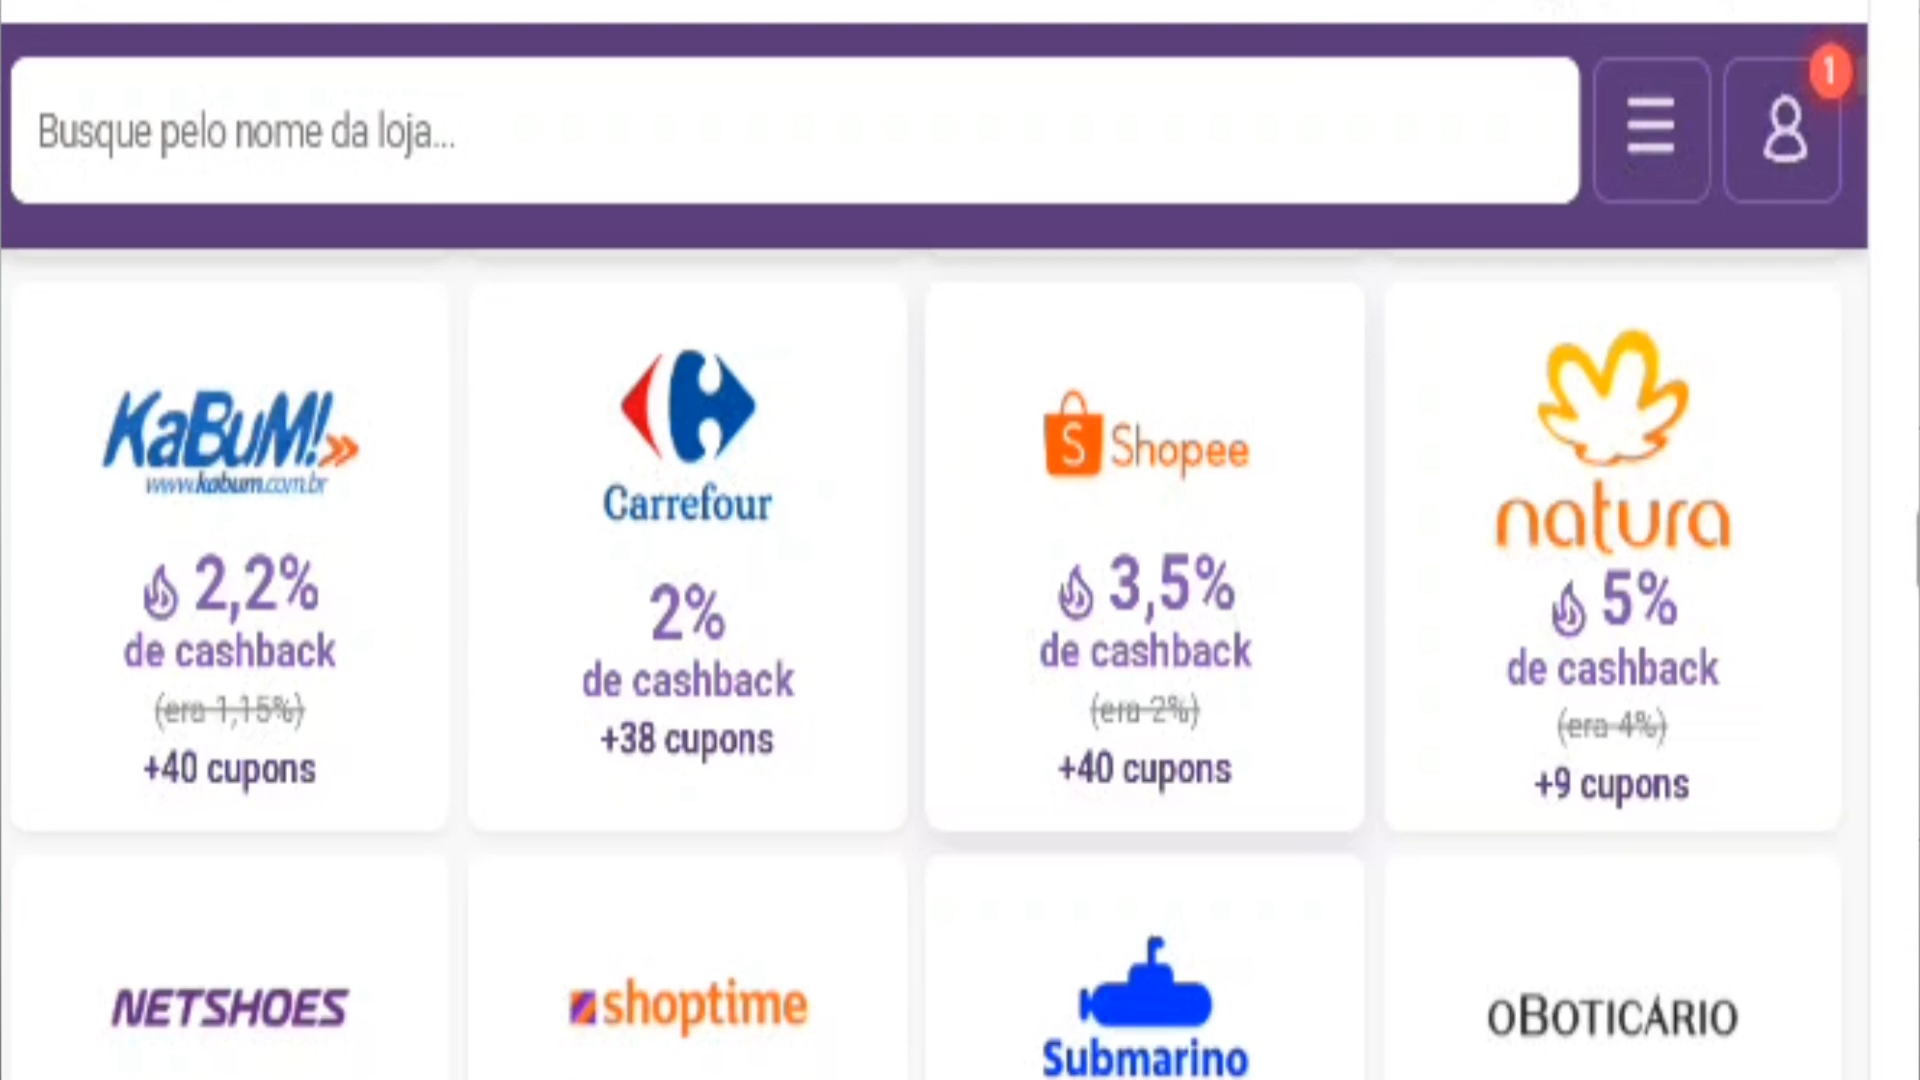 Busque pelo nome da loja...
1
KaBuM!
www.kabum.com.br
2,2%
de cashback
(era 1,15%)
+40 cupons
Carrefour
2%
de cashback
+38 cupons
S Shopee
3,5%
de cashback
(era 2%)
+40 cupons
natura
5%
de cashback
(era 4%)
+9 cupons
NETSHOES
shoptime
Submarino
oBOTICÁRIO